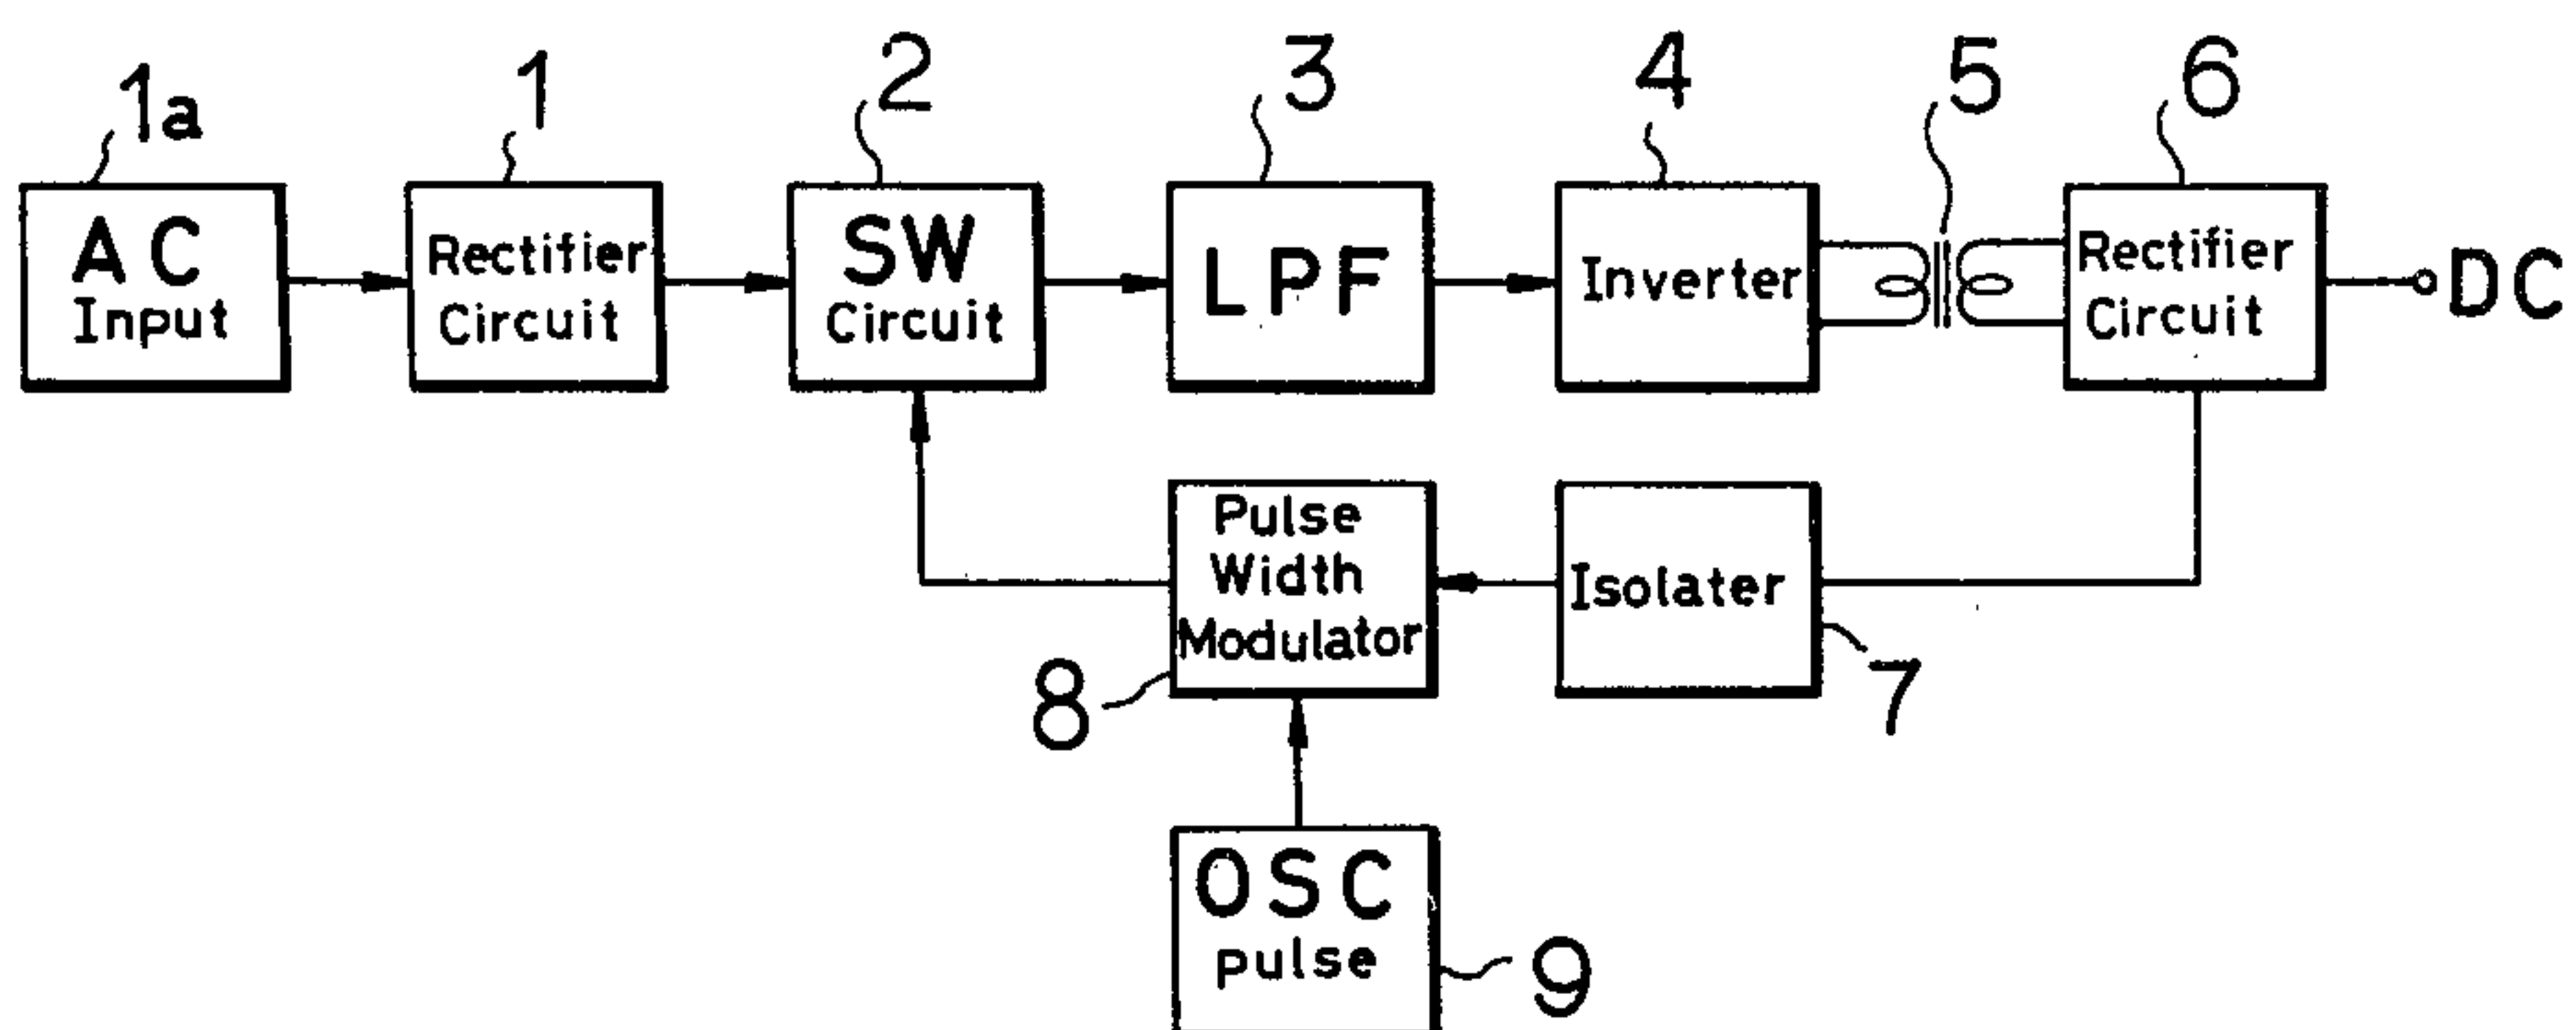 1a
1
2
3
4
5
6
AC
Input
Rectifier
Circuit
SW
Circuit
LPF
Inverter
Rectifier
Circuit
DC
Pulse
Width
Modulator
Isolater
8
7
OSC
pulse
9